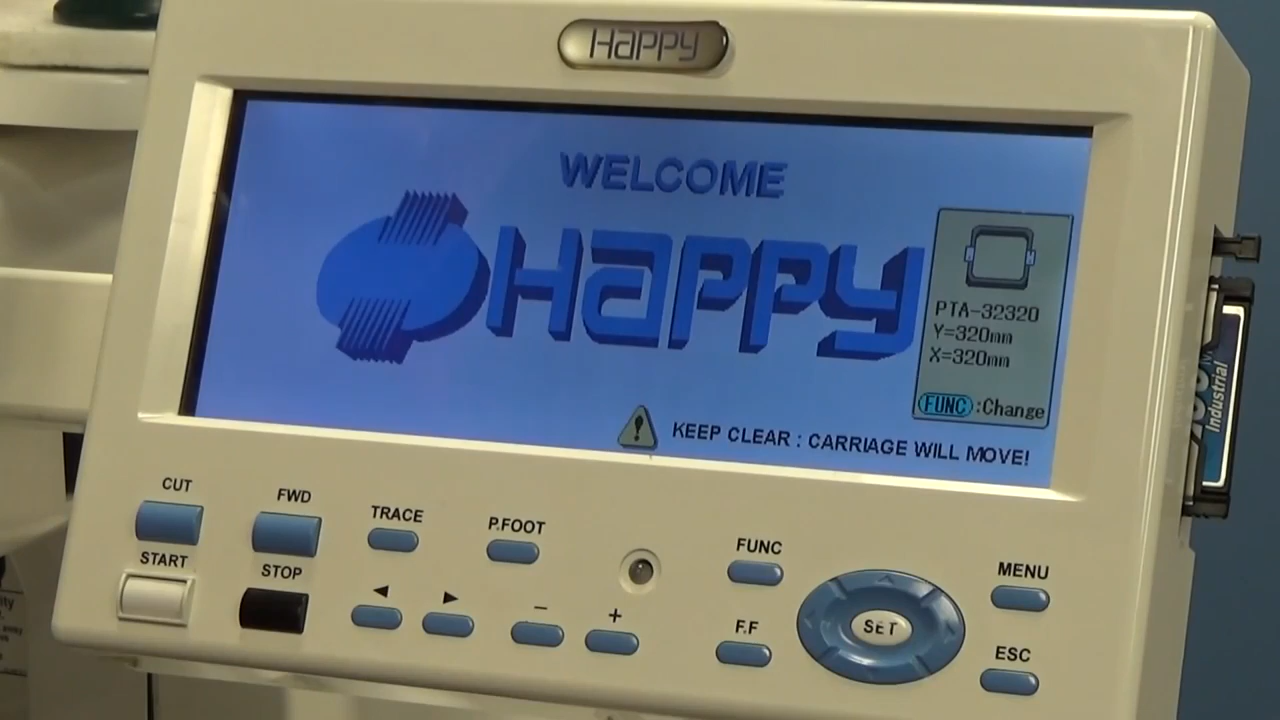 Happy
WELCOME
Happy
PTA-32320
Y=320mm
X=320mm
FUNC :Change
KEEP CLEAR : CARRIAGE WILL MOVE!
CUT
FWD
TRACE
P.FOOT
FUNC
MENU
START
STOP
−
+
F.F
SET
ESC
Industrial